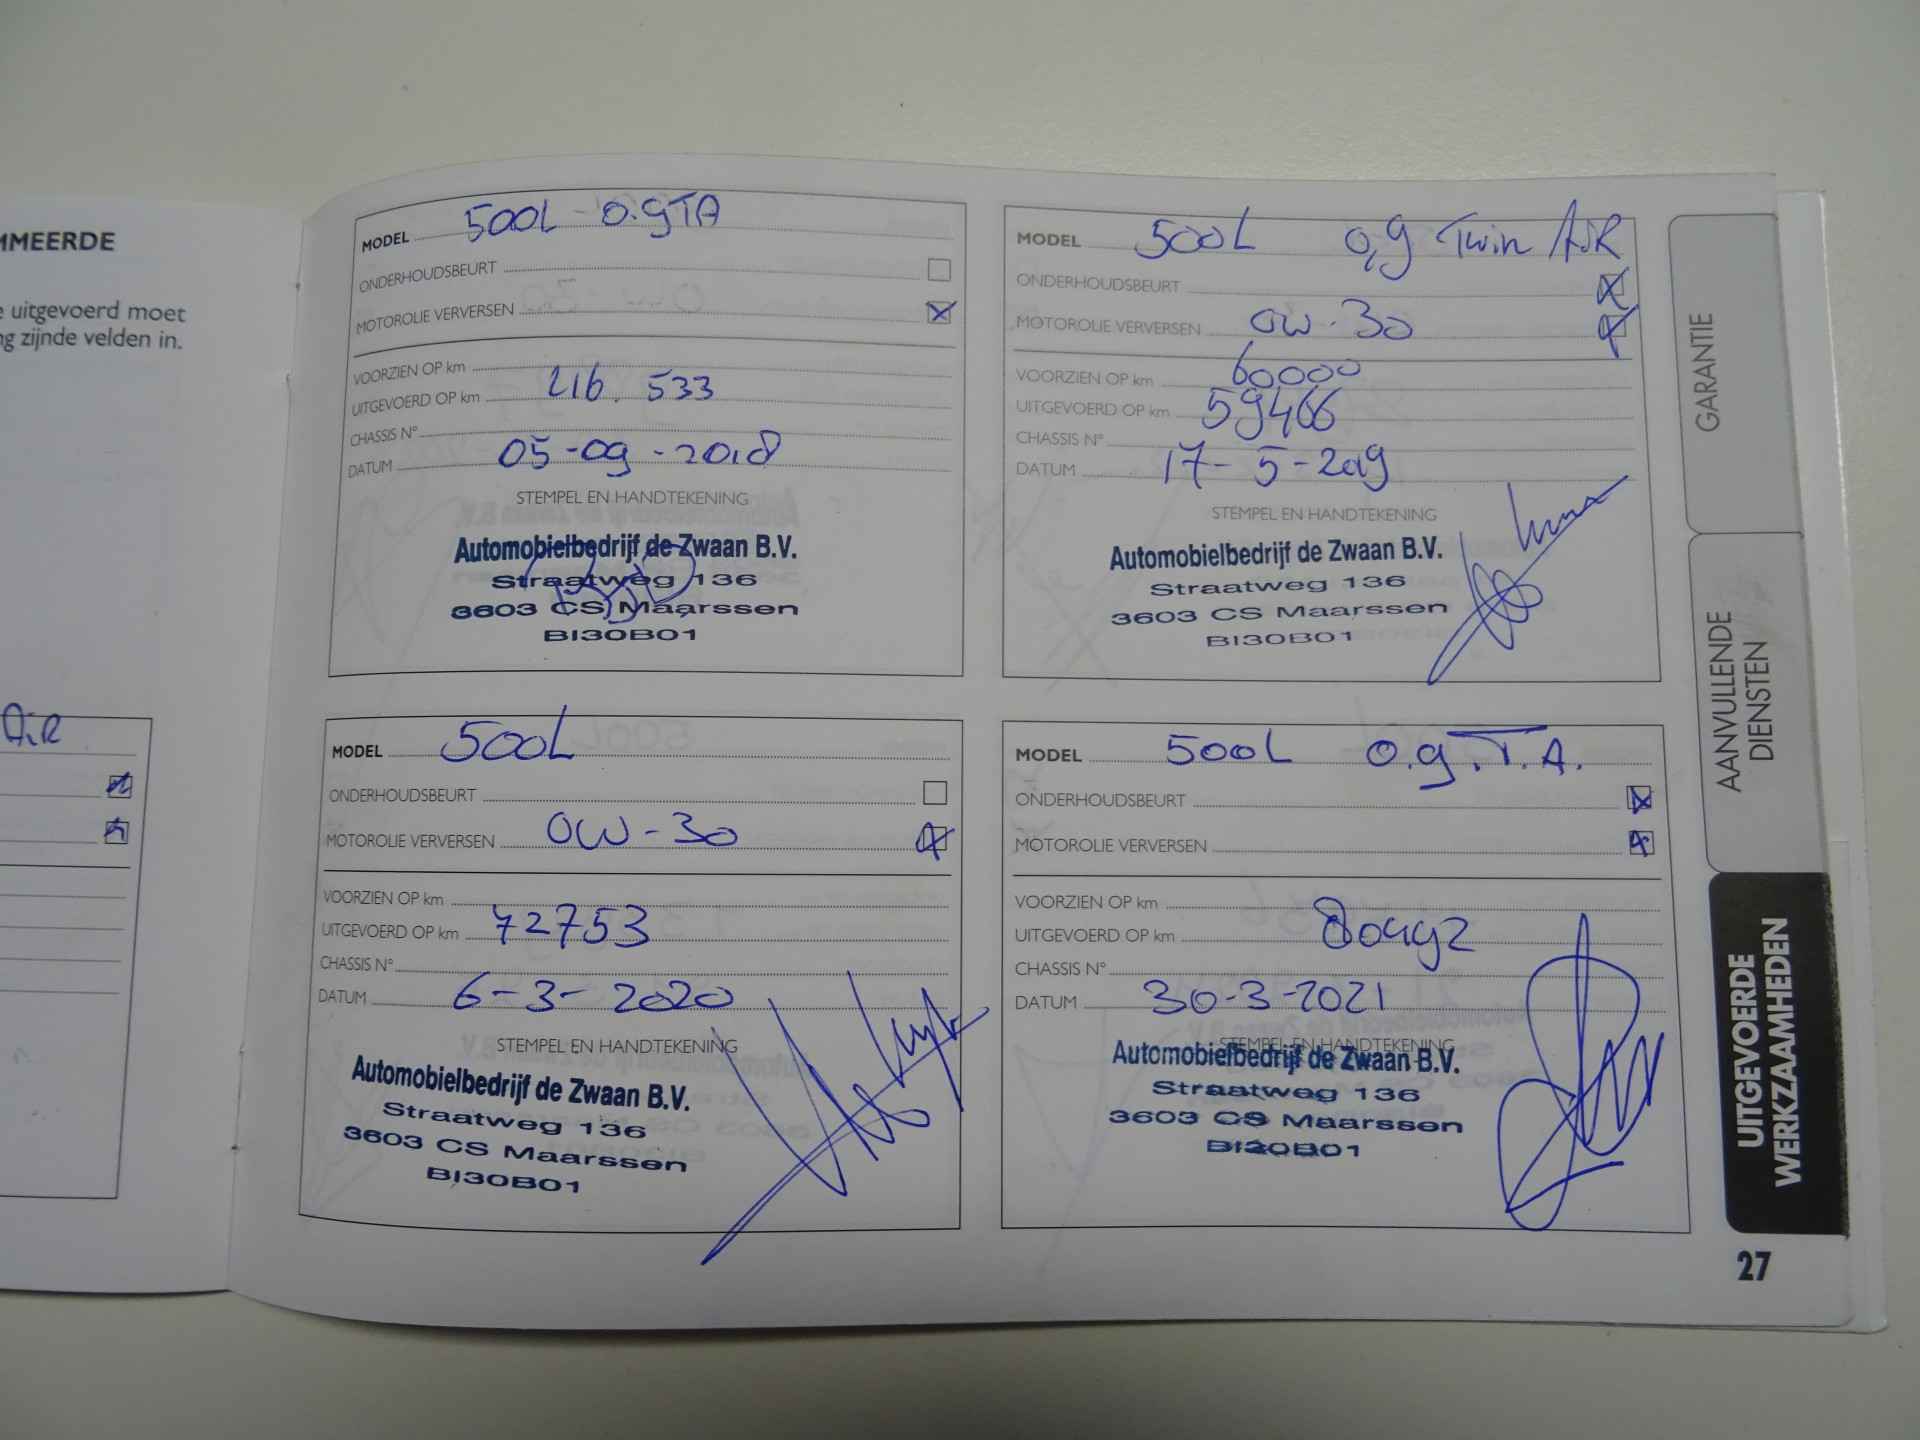 MMEERDE
e uitgevoerd moet
ng zijnde velden in.
AiR
MODEL 500L - 0.9TA
ONDERHOUDSBEURT
MOTOROLIE VERVERSEN
VOORZIEN OP km
UITGEVOERD OP km 216.533
CHASSIS N°
DATUM 05-09-2018
STEMPEL EN HANDTEKENING
Automobielbedrijf de Zwaan B.V.
Straatweg 136
3603 CS Maarssen
BI30B01
MODEL 500L 0,9 Twin AiR
ONDERHOUDSBEURT
MOTOROLIE VERVERSEN 0W-30
VOORZIEN OP km 60000
UITGEVOERD OP km 59466
CHASSIS N°
DATUM 17-5-2019
STEMPEL EN HANDTEKENING
Automobielbedrijf de Zwaan B.V.
Straatweg 136
3603 CS Maarssen
BI30B01
MODEL 500L
ONDERHOUDSBEURT
MOTOROLIE VERVERSEN 0W-30
VOORZIEN OP km
UITGEVOERD OP km 72753
CHASSIS N°
DATUM 6-3-2020
STEMPEL EN HANDTEKENING
Automobielbedrijf de Zwaan B.V.
Straatweg 136
3603 CS Maarssen
BI30B01
MODEL 500L 0.9.T.A.
ONDERHOUDSBEURT
MOTOROLIE VERVERSEN
VOORZIEN OP km
UITGEVOERD OP km 80492
CHASSIS N°
DATUM 30-3-2021
STEMPEL EN HANDTEKENING
Automobielbedrijf de Zwaan B.V.
Straatweg 136
3603 CS Maarssen
BI30B01
GARANTIE
AANVULLENDE
DIENSTEN
UITGEVOERDE
WERKZAAMHEDEN
27